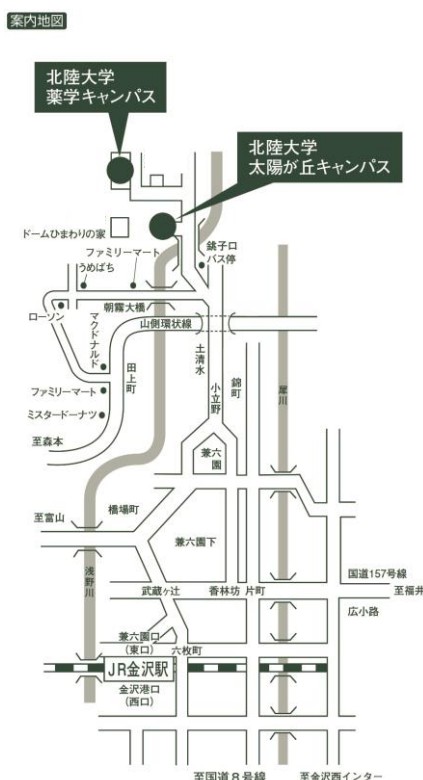 案内地図
北陸大学
薬学キャンパス
北陸大学
太陽が丘キャンパス
ドームひまわりの家
銚子口
バス停
ファミリーマート
うめばち
ローソン
朝霧大橋
山側環状線
マクドナルド
田上町
土清水
小立野
錦町
犀川
ファミリーマート
ミスタードーナツ
至森本
兼六園
橋場町
至富山
兼六園下
浅野川
国道157号線
武蔵ヶ辻
香林坊
片町
至福井
広小路
兼六園口
(東口)
六枚町
JR金沢駅
金沢港口
(西口)
至国道8号線
至金沢西インター